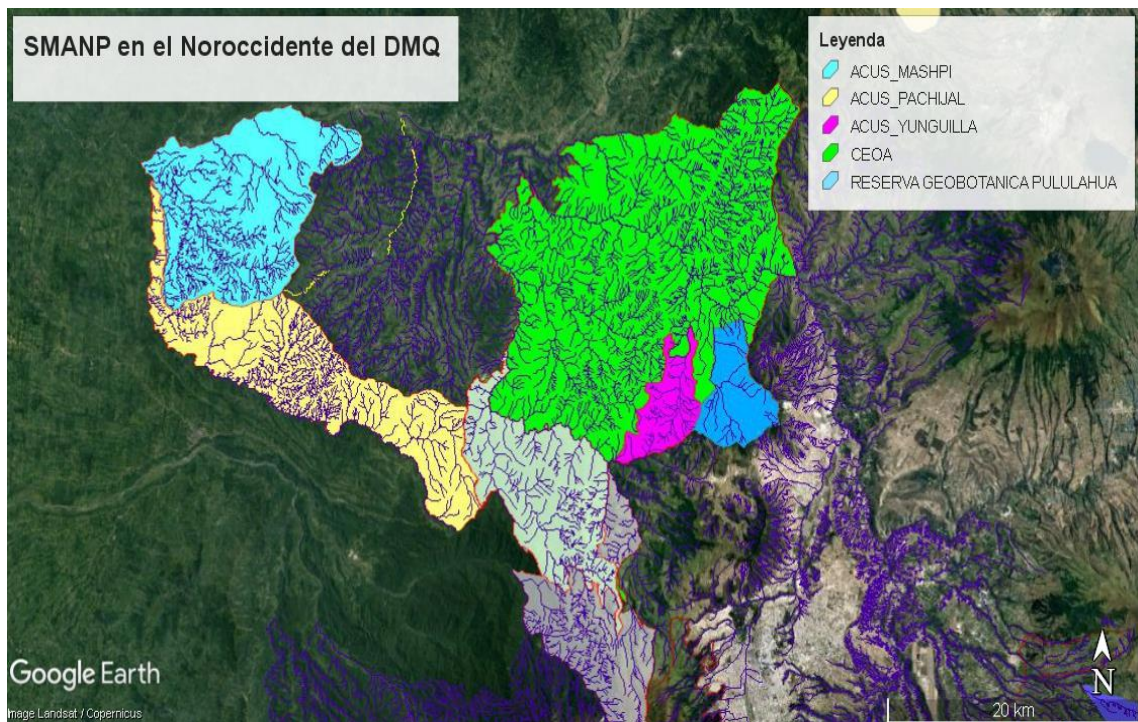 SMANP en el Noroccidente del DMQ
Leyenda
ACUS_MASHPI
ACUS_PACHIJAL
ACUS_YUNGUILLA
CEOA
RESERVA GEOBOTANICA PULULAHUA
Google Earth
Image Landsat / Copernicus
N
20 km